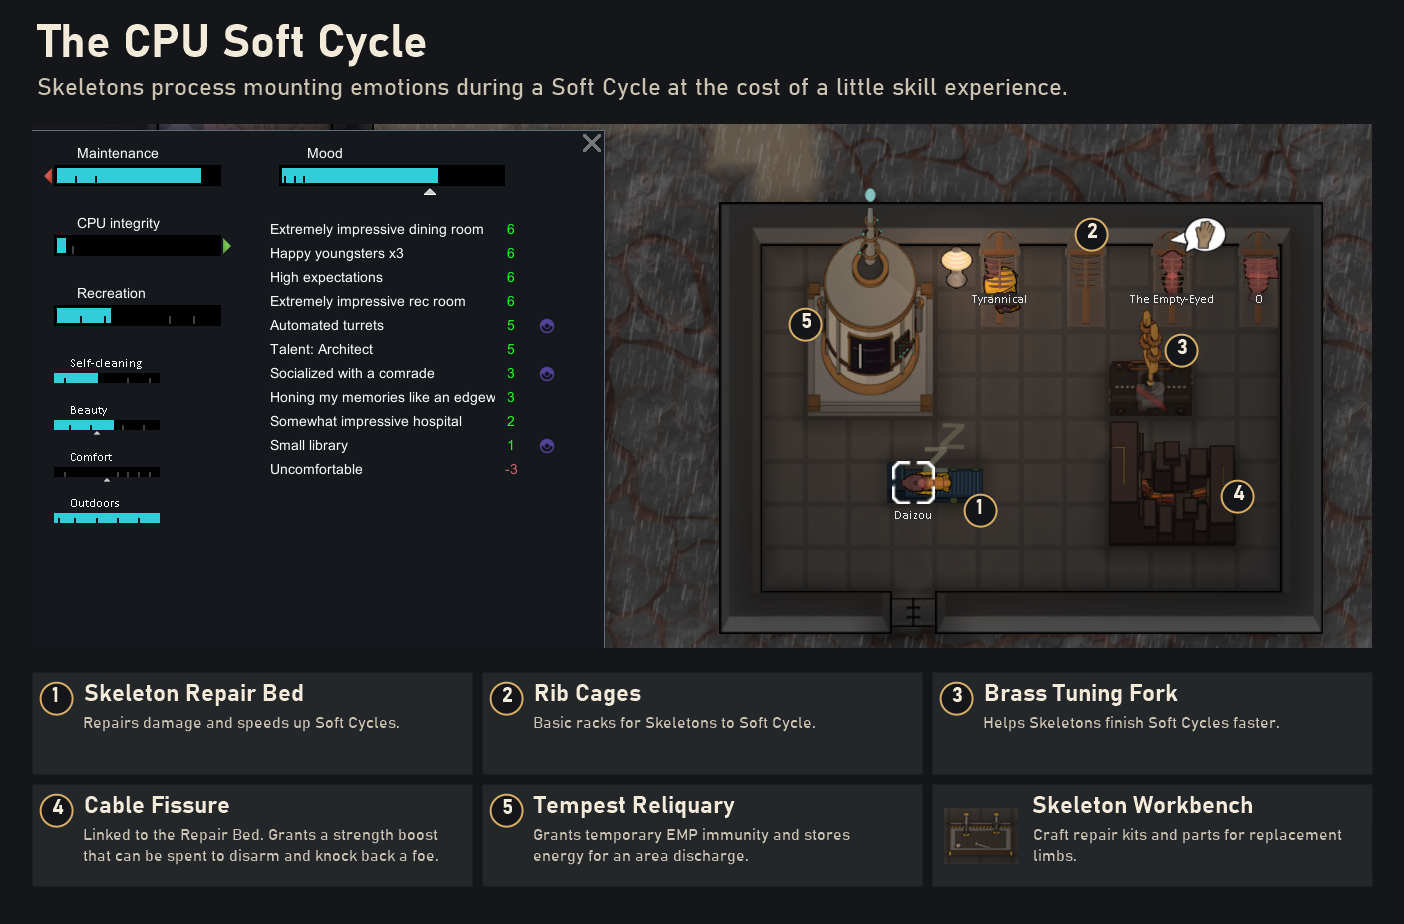 The CPU Soft Cycle
Skeletons process mounting emotions during a Soft Cycle at the cost of a little skill experience.
Maintenance
Mood
CPU integrity
Recreation
Self-cleaning
Beauty
Comfort
Outdoors
Extremely impressive dining room 6
Happy youngsters x3 6
High expectations 6
Extremely impressive rec room 6
Automated turrets 5
Talent: Architect 5
Socialized with a comrade 3
Honing my memories like an edgew 3
Somewhat impressive hospital 2
Small library 1
Uncomfortable -3
2
Tyrannical
The Empty-Eyed
O
5
3
Z
4
1
Daizou
1 Skeleton Repair Bed
Repairs damage and speeds up Soft Cycles.
2 Rib Cages
Basic racks for Skeletons to Soft Cycle.
3 Brass Tuning Fork
Helps Skeletons finish Soft Cycles faster.
4 Cable Fissure
Linked to the Repair Bed. Grants a strength boost
that can be spent to disarm and knock back a foe.
5 Tempest Reliquary
Grants temporary EMP immunity and stores
energy for an area discharge.
Skeleton Workbench
Craft repair kits and parts for replacement
limbs.